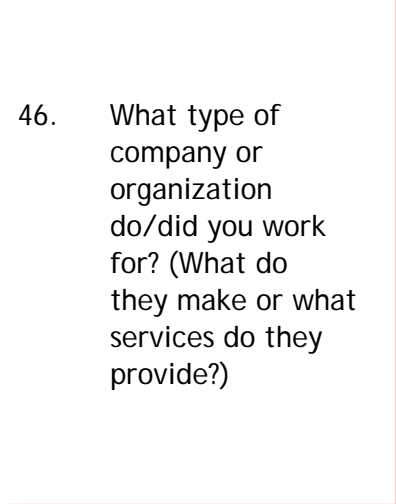 46. What type of
company or
organization
do/did you work
for? (What do
they make or what
services do they
provide?)